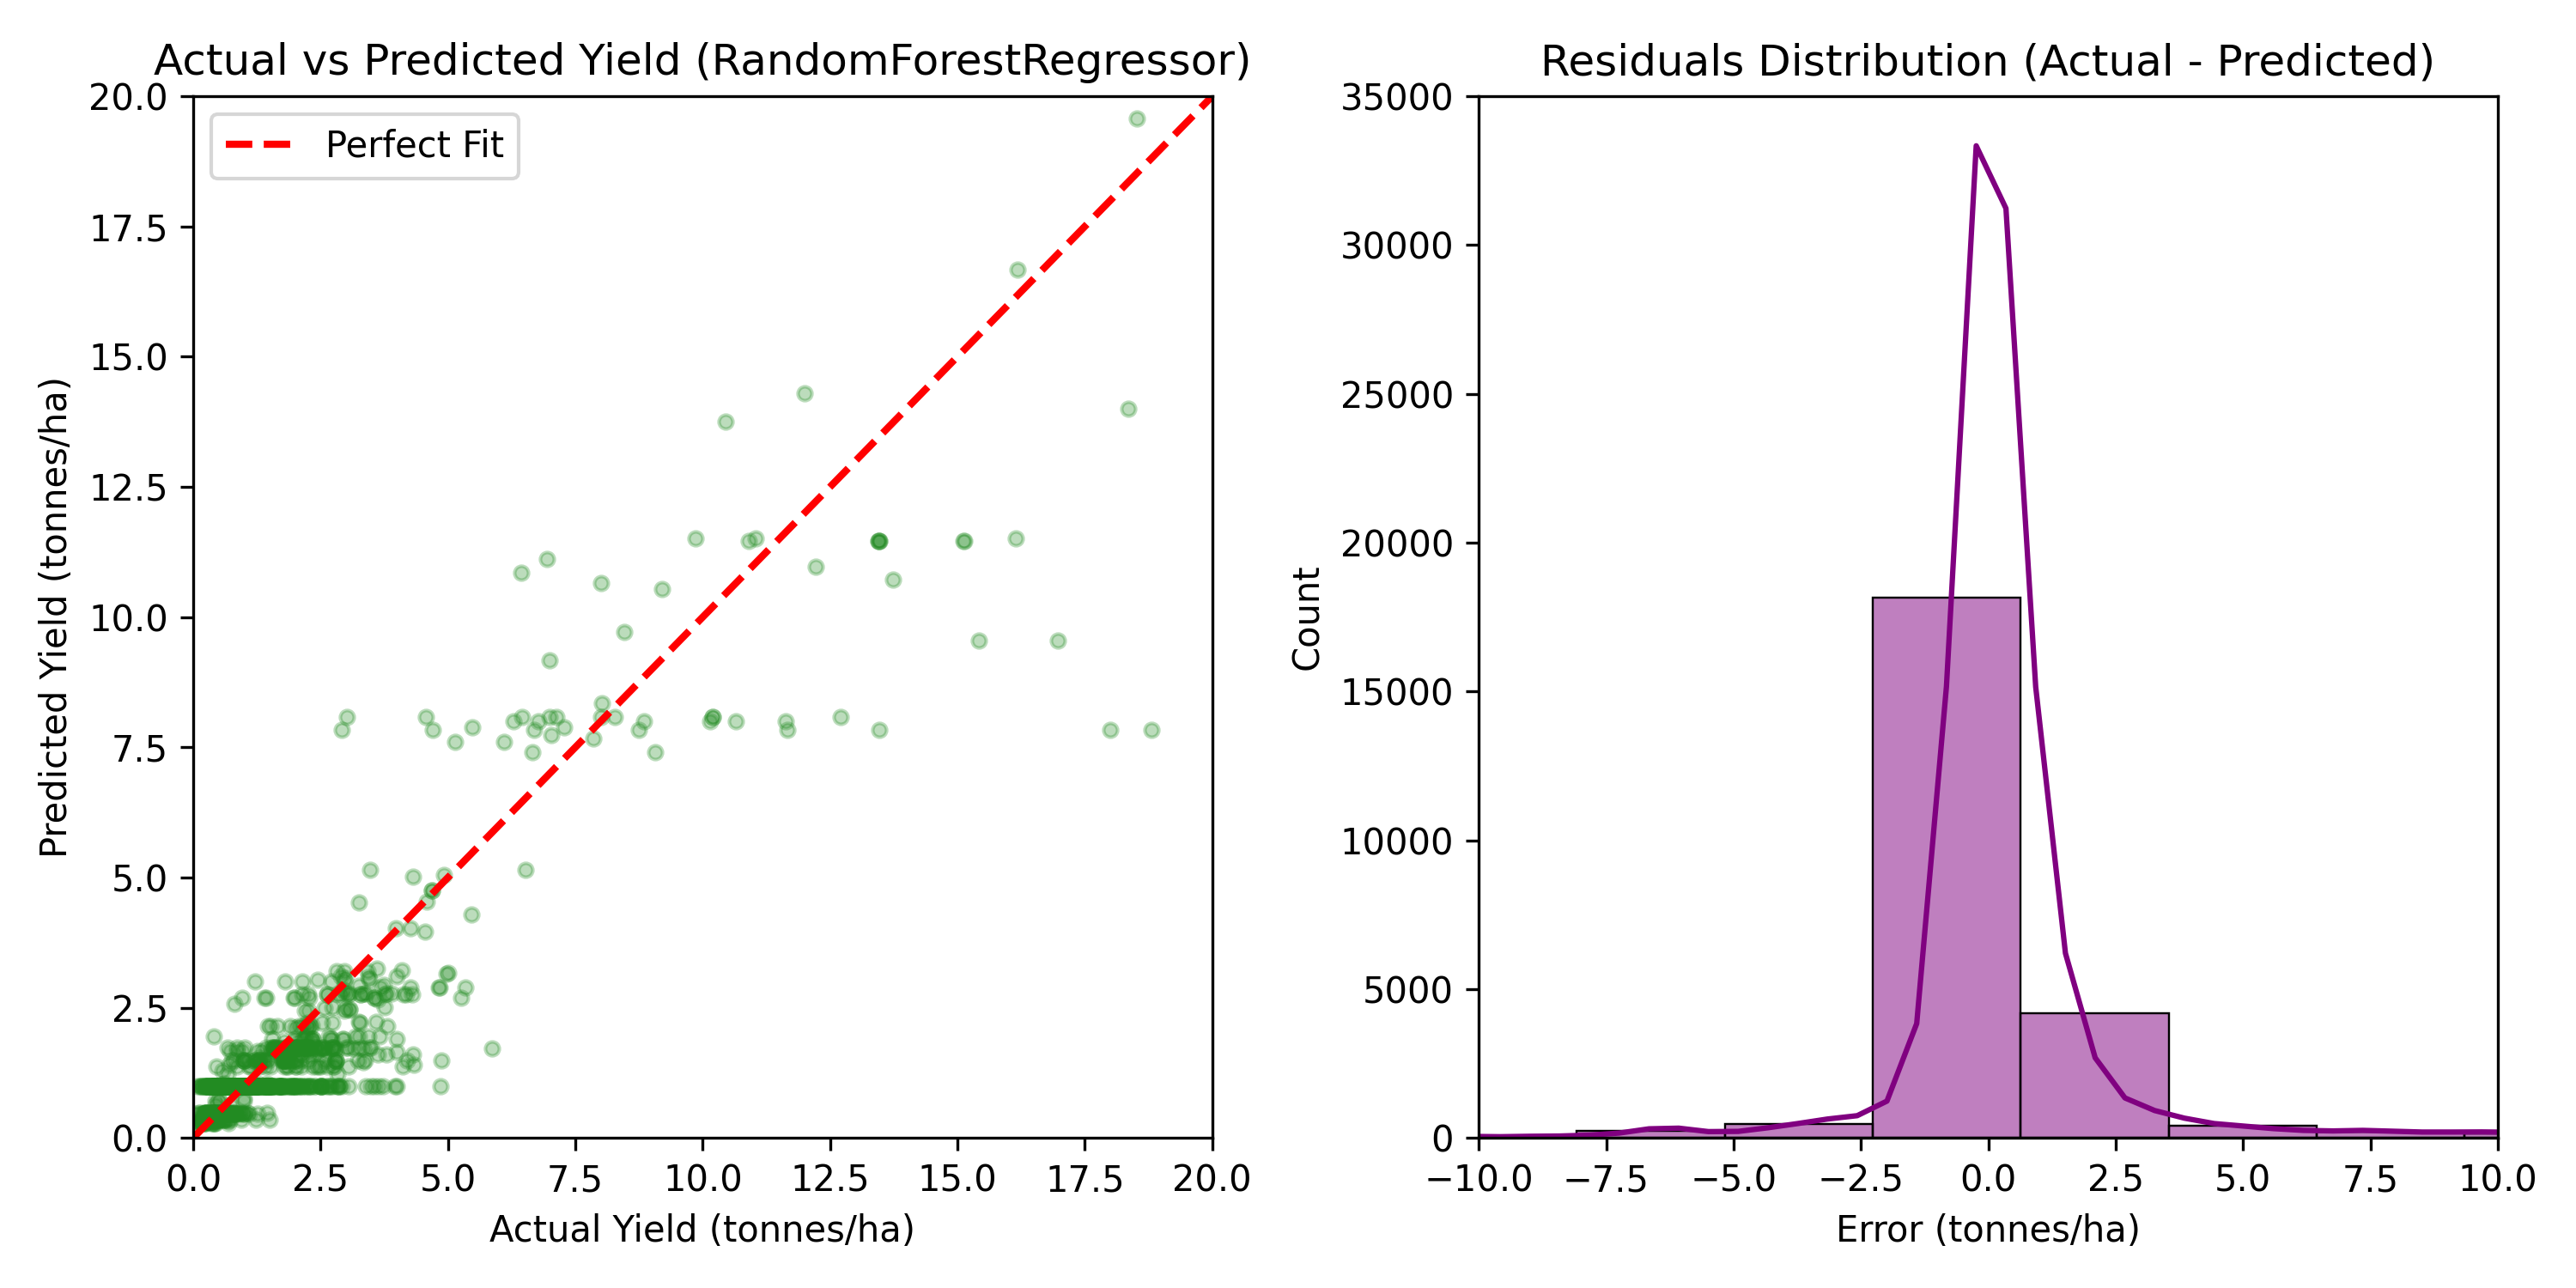 Actual vs Predicted Yield (RandomForestRegressor)
Perfect Fit
20.0
17.5
15.0
12.5
10.0
7.5
5.0
2.5
0.0
Predicted Yield (tonnes/ha)
0.0 2.5 5.0 7.5 10.0 12.5 15.0 17.5 20.0
Actual Yield (tonnes/ha)
Residuals Distribution (Actual - Predicted)
35000
30000
25000
20000
15000
10000
5000
0
Count
−10.0 −7.5 −5.0 −2.5 0.0 2.5 5.0 7.5 10.0
Error (tonnes/ha)